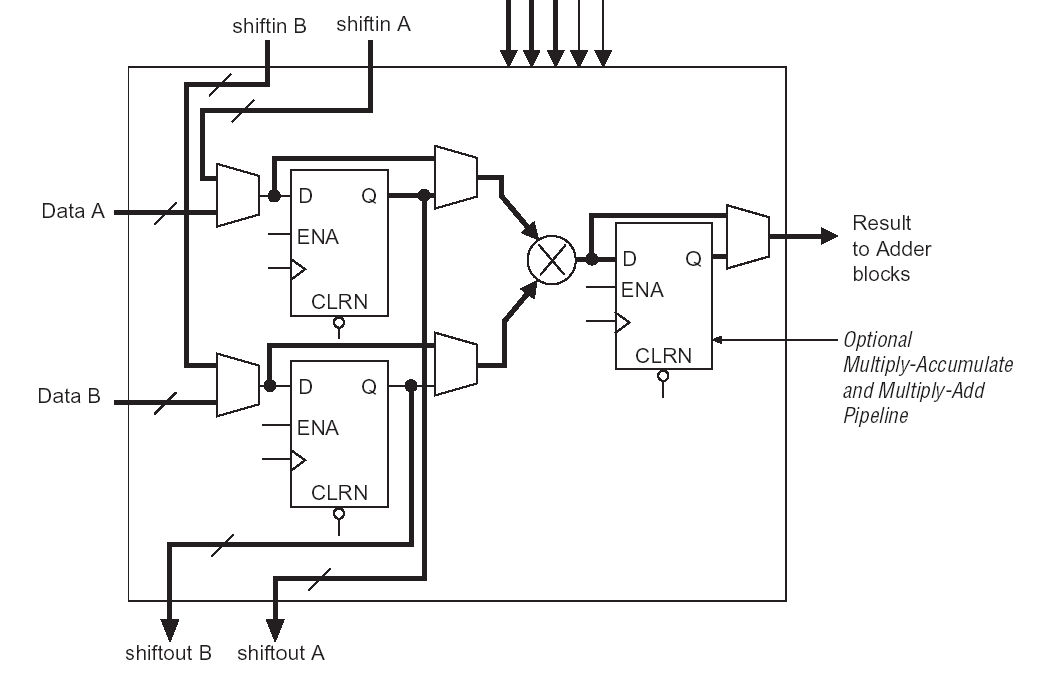 shiftin B
shiftin A
Data A
D
Q
ENA
CLRN
D
Q
ENA
CLRN
Result
to Adder
blocks
Optional
Multiply-Accumulate
and Multiply-Add
Pipeline
Data B
D
Q
ENA
CLRN
shiftout B
shiftout A